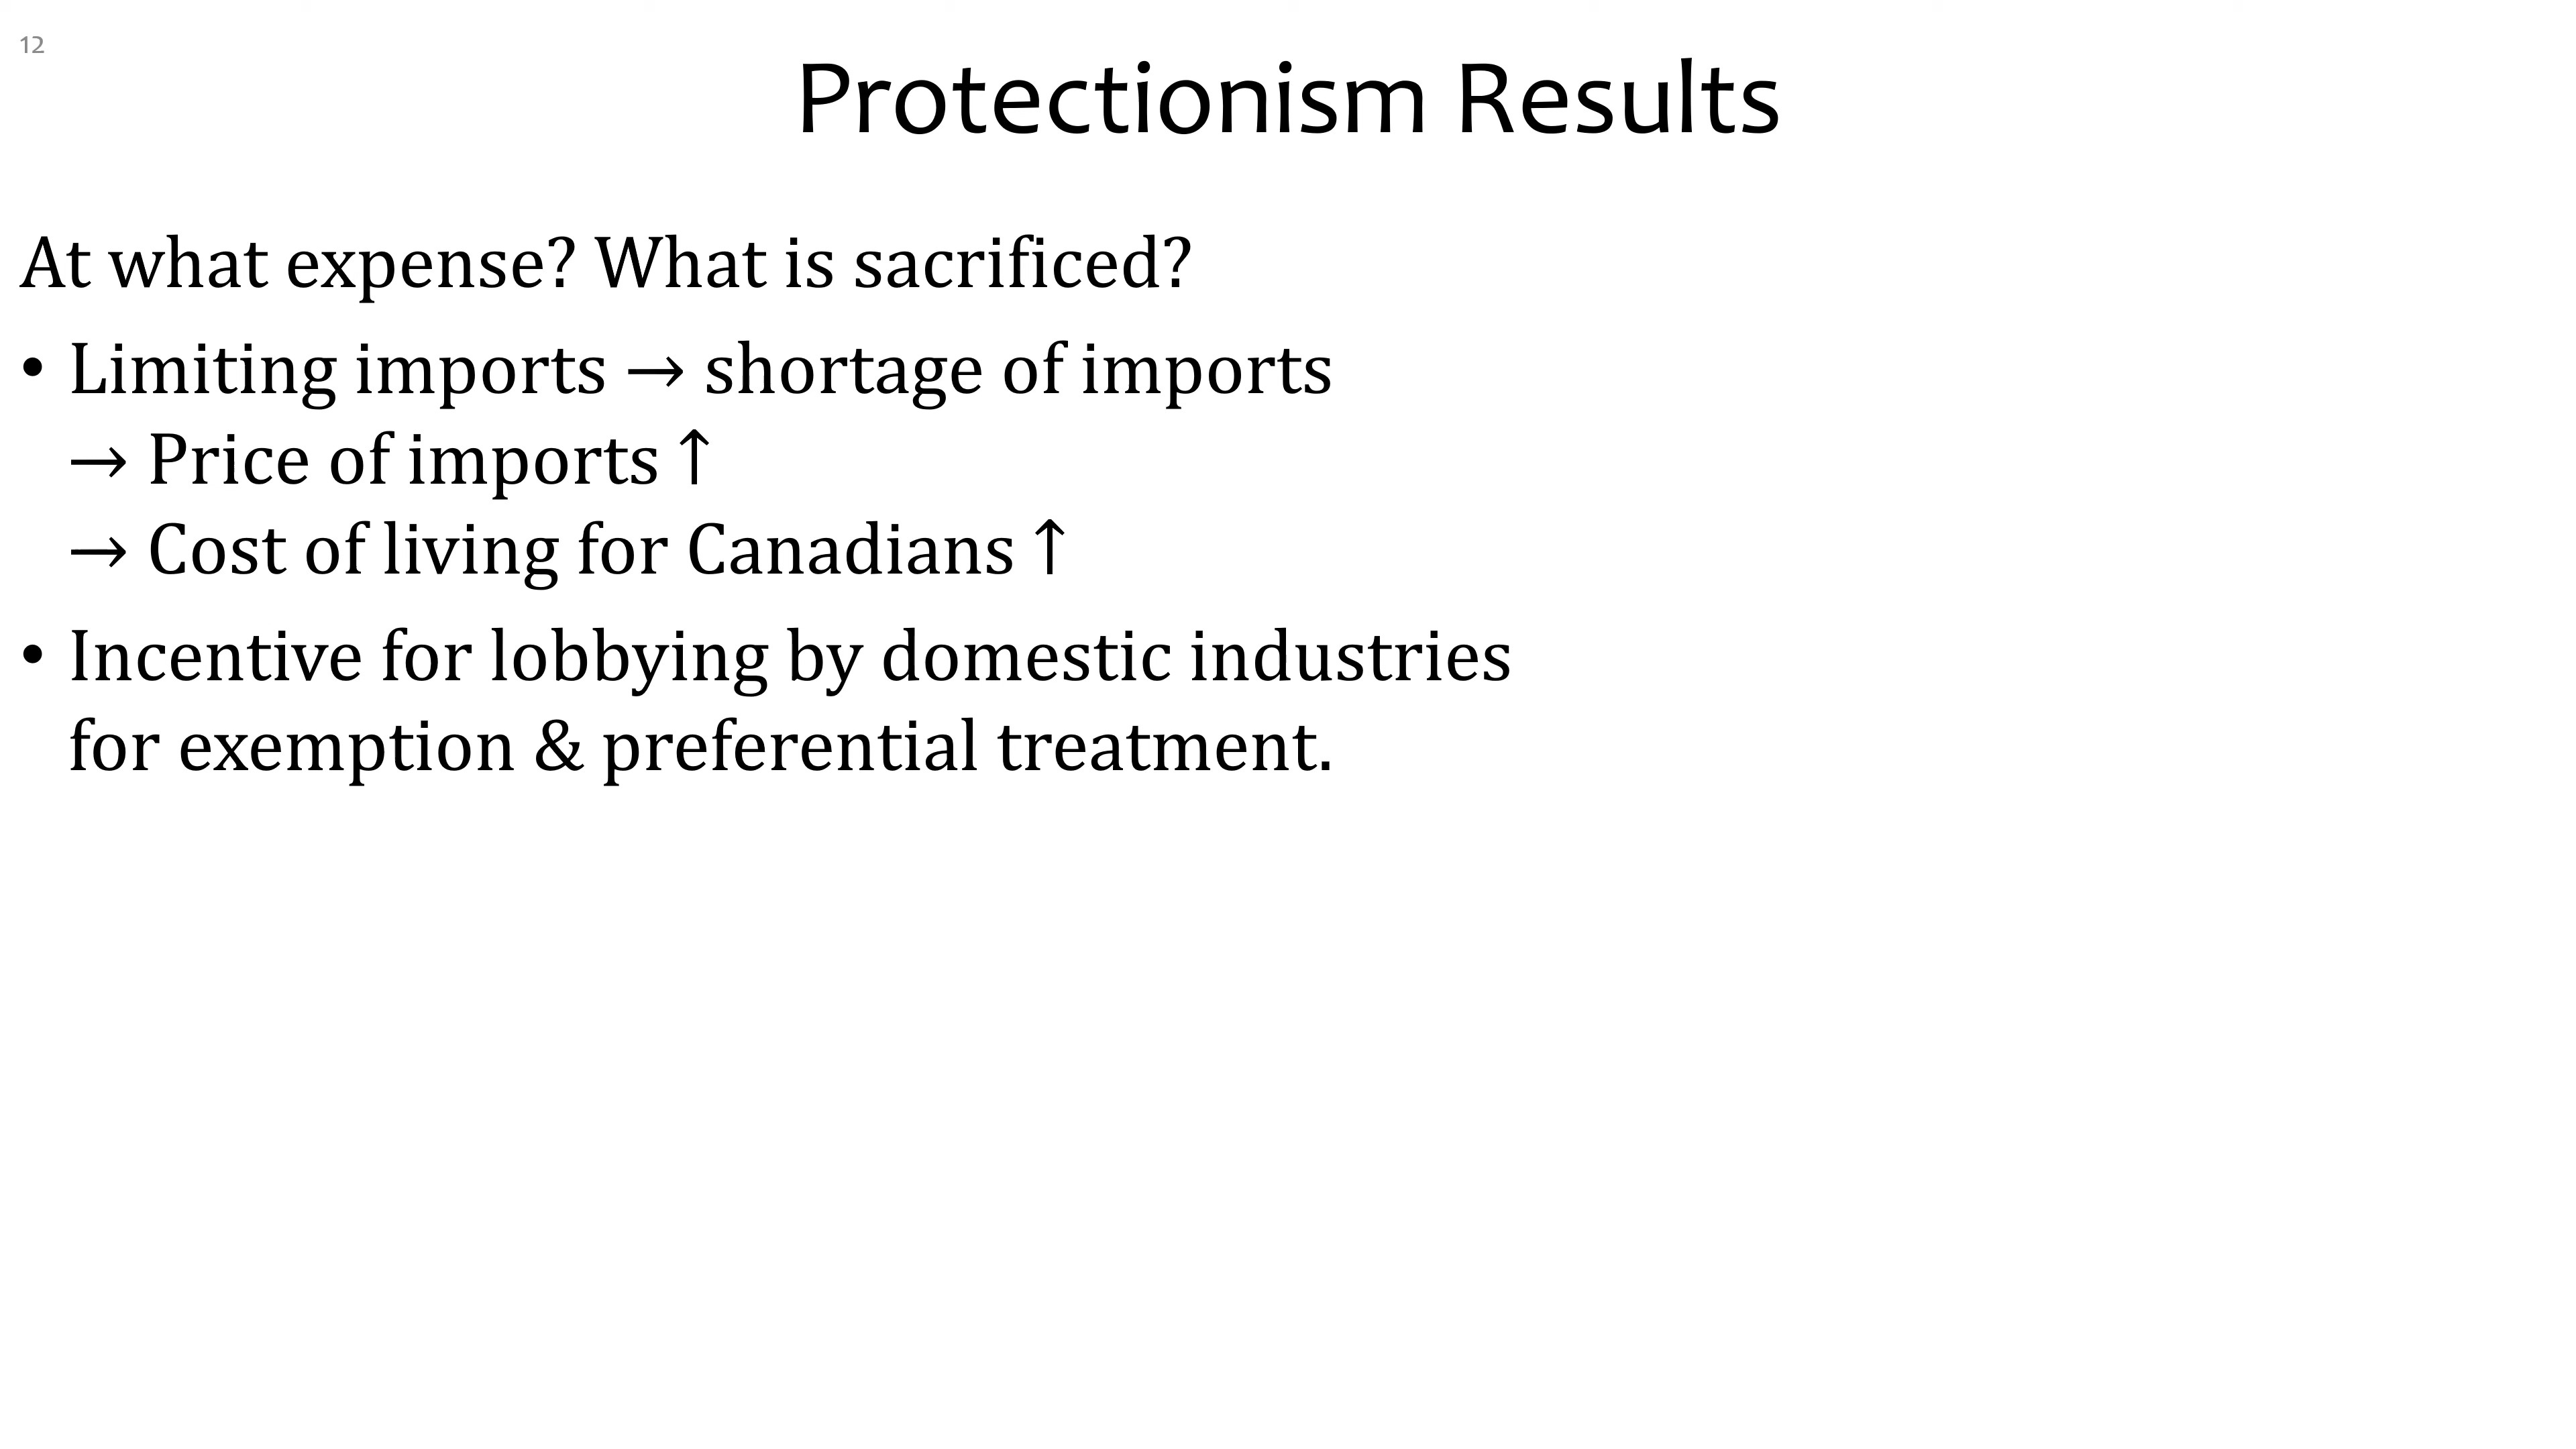 12
Protectionism Results
At what expense? What is sacrificed?
• Limiting imports → shortage of imports
→ Price of imports ↑
→ Cost of living for Canadians ↑
• Incentive for lobbying by domestic industries
for exemption & preferential treatment.